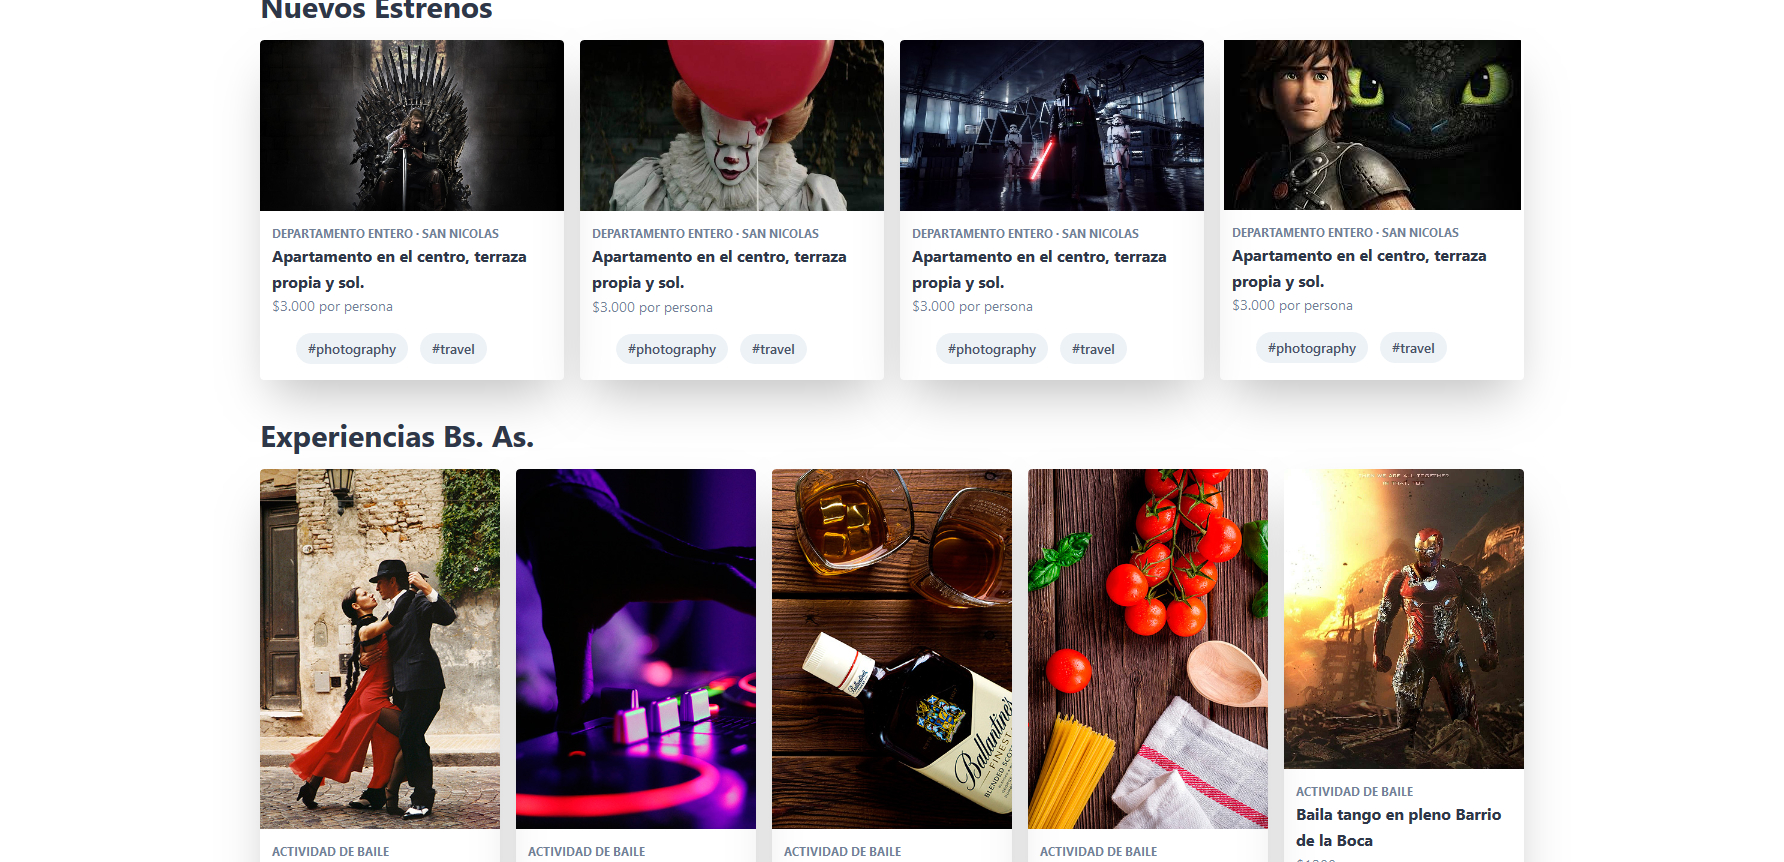 Nuevos Estrenos
DEPARTAMENTO ENTERO · SAN NICOLAS
Apartamento en el centro, terraza
propia y sol.
$3.000 por persona
#photography #travel
DEPARTAMENTO ENTERO · SAN NICOLAS
Apartamento en el centro, terraza
propia y sol.
$3.000 por persona
#photography #travel
DEPARTAMENTO ENTERO · SAN NICOLAS
Apartamento en el centro, terraza
propia y sol.
$3.000 por persona
#photography #travel
DEPARTAMENTO ENTERO · SAN NICOLAS
Apartamento en el centro, terraza
propia y sol.
$3.000 por persona
#photography #travel
Experiencias Bs. As.
ACTIVIDAD DE BAILE
ACTIVIDAD DE BAILE
Ballantine's
FINEST
BLENDED
ACTIVIDAD DE BAILE
ACTIVIDAD DE BAILE
ACTIVIDAD DE BAILE
Baila tango en pleno Barrio
de la Boca